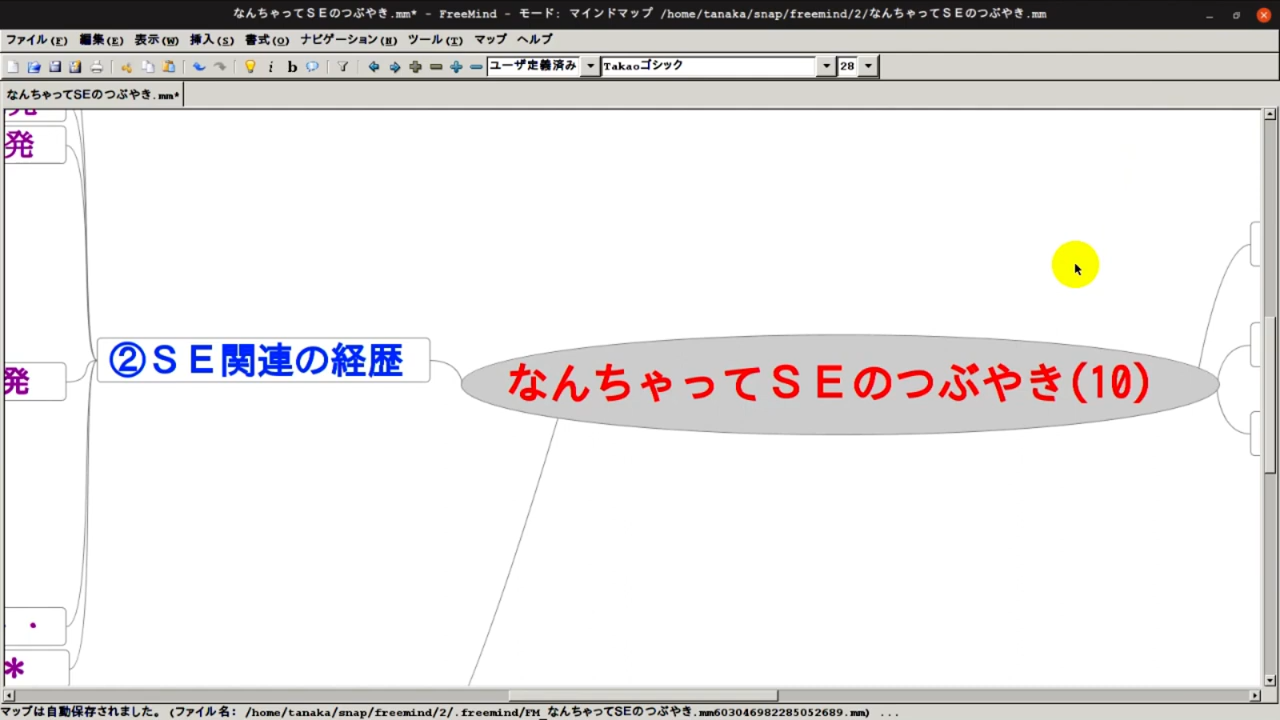 なんちゃってＳＥのつぶやき.mm* - FreeMind - モード: マインドマップ /home/tanaka/snap/freemind/2/なんちゃってＳＥのつぶやき.mm
ファイル(F) 編集(E) 表示(W) 挿入(S) 書式(O) ナビゲーション(N) ツール(T) マップ ヘルプ
ユーザ定義済み Takaoゴシック 28
なんちゃってSEのつぶやき.mm*
発
発
②ＳＥ関連の経歴
なんちゃってＳＥのつぶやき(10)
発
・
*
マップは自動保存されました。(ファイル名: /home/tanaka/snap/freemind/2/.freemind/FM_なんちゃってSEのつぶやき.mm603046982285052689.mm) ...